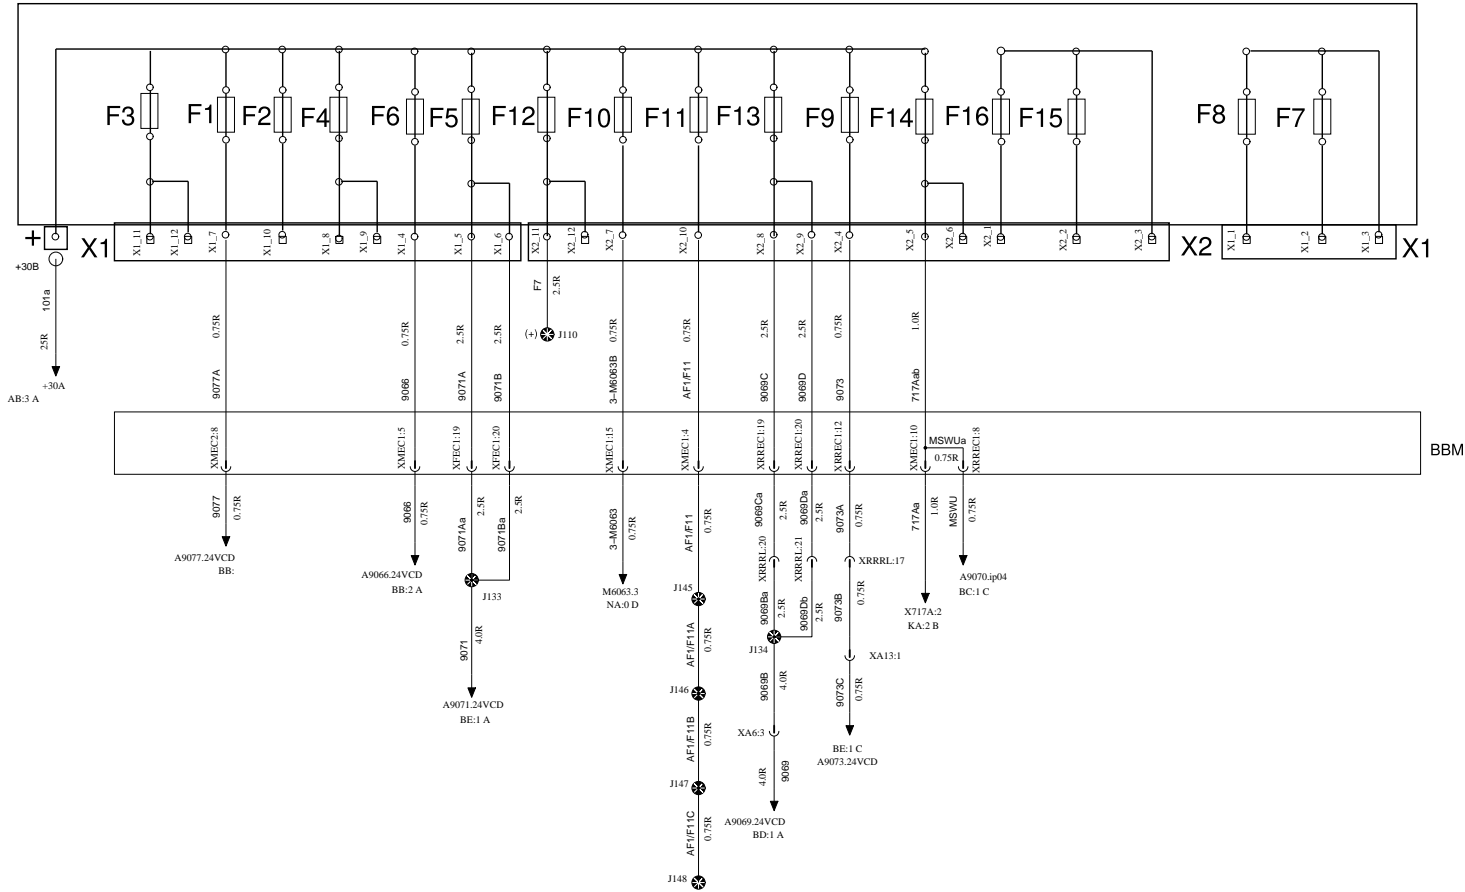 F3 F1 F2 F4 F6 F5 F12 F10 F11 F13 F9 F14 F16 F15 F8 F7
+ X1 X1_11 X1_12 X1_7 X1_10 X1_8 X1_9 X1_4 X1_5 X1_6 X2_11 X2_12 X2_7 X2_10 X2_8 X2_9 X2_4 X2_5 X2_6 X2_1 X2_2 X2_3 X2 X1_1 X1_2 X1_3 X1
+30B
101a
25R
+30A
AB:3 A
F7 2.5R
(+) J110
0.75R 0.75R 2.5R 2.5R 0.75R 0.75R 2.5R 2.5R 0.75R 1.0R
9077A 9066 9071A 9071B 3-M6063B AF1/F11 9069C 9069D 9073 717Aab
XMEC2:8 XMEC1:5 XFEC1:19 XFEC1:20 XMEC1:15 XMEC1:4 XRREC1:19 XRREC1:20 XRREC1:12 XMEC1:10 XRREC1:8
MSWUa
0.75R
BBM
9077 0.75R
A9077.24VCD
BB:
9066 0.75R
A9066.24VCD
BB:2 A
9071Aa 2.5R
9071Ba 2.5R
J133
9071 4.0R
A9071.24VCD
BE:1 A
3-M6063 0.75R
M6063.3
NA:0 D
AF1/F11 0.75R
J145
AF1/F11A 0.75R
J146
AF1/F11B 0.75R
J147
AF1/F11C 0.75R
J148
9069Ca 2.5R
9069Da 2.5R
XRRRL:20 XRRRL:21
9069Ba 2.5R
9069Db 2.5R
J134
9069B 4.0R
XA6:3
4.0R 9069
A9069.24VCD
BD:1 A
9073A 0.75R
XRRRL:17
9073B 0.75R
XA13:1
9073C 0.75R
BE:1 C
A9073.24VCD
717Aa 1.0R
X717A:2
KA:2 B
MSWU 0.75R
A9070.ip04
BC:1 C